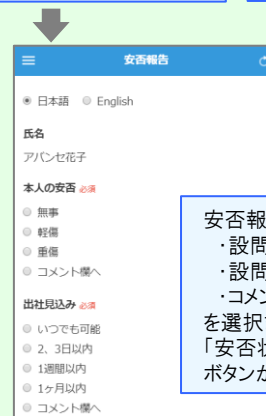 安否報告
日本語 English
氏名
アバンセ花子
本人の安否 必須
無事
軽傷
重傷
コメント欄へ
出社見込み 必須
いつでも可能
2、3日以内
1週間以内
1ヶ月以内
コメント欄へ
安否報
・設問
・設問
・コメン
を選択
「安否状
ボタンが